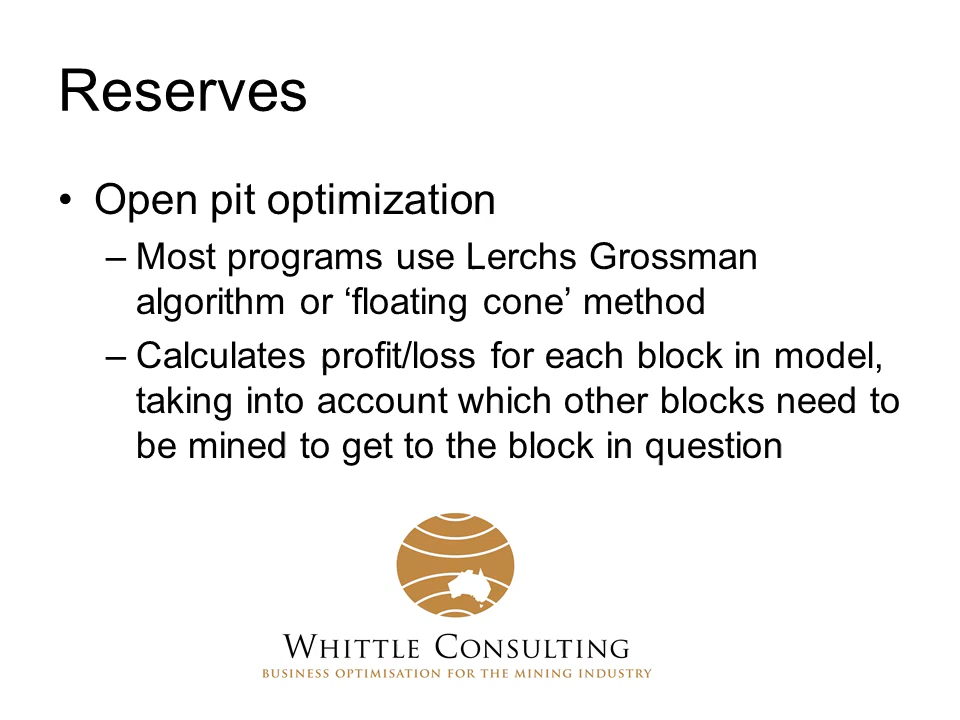 Reserves
• Open pit optimization
– Most programs use Lerchs Grossman
algorithm or ‘floating cone’ method
– Calculates profit/loss for each block in model,
taking into account which other blocks need to
be mined to get to the block in question
WHITTLE CONSULTING
BUSINESS OPTIMISATION FOR THE MINING INDUSTRY